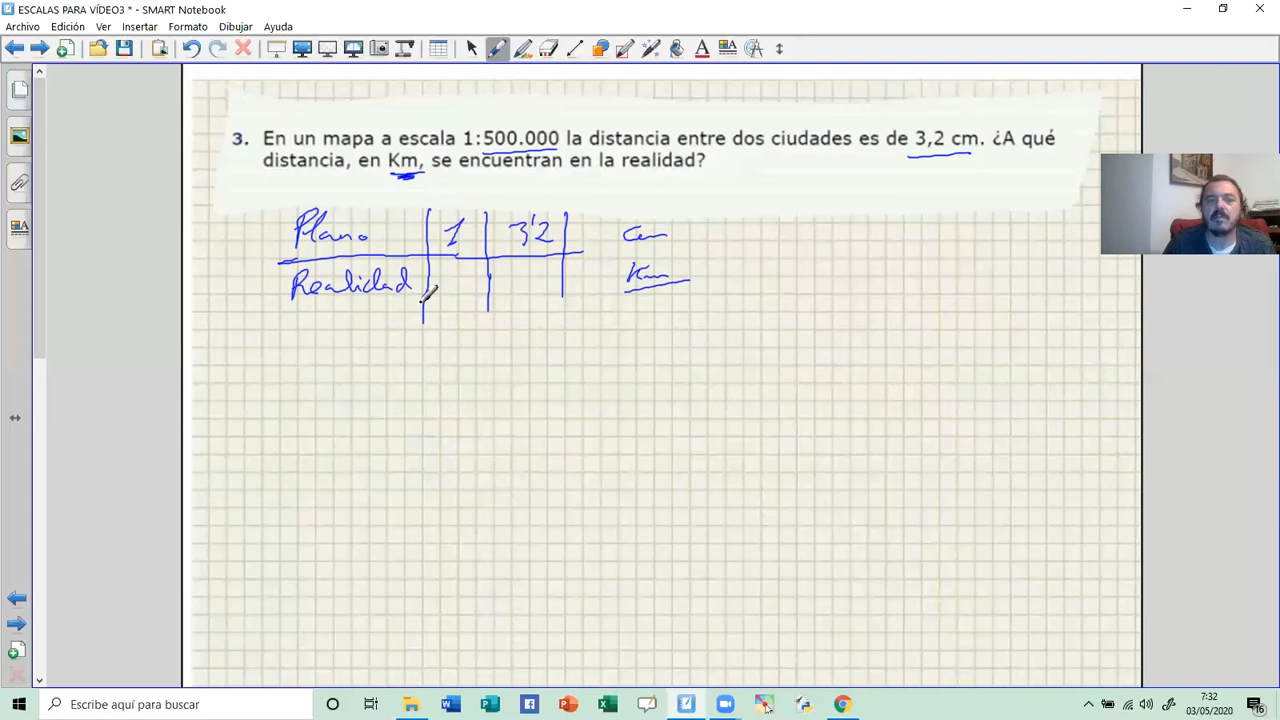 ESCALAS PARA VÍDEO3 * - SMART Notebook
Archivo Edición Ver Insertar Formato Dibujar Ayuda
3. En un mapa a escala 1:500.000 la distancia entre dos ciudades es de 3,2 cm. ¿A qué
distancia, en Km, se encuentran en la realidad?
Plano 1 3'2 cm
Realidad Km
Escribe aquí para buscar
7:32
03/05/2020
16